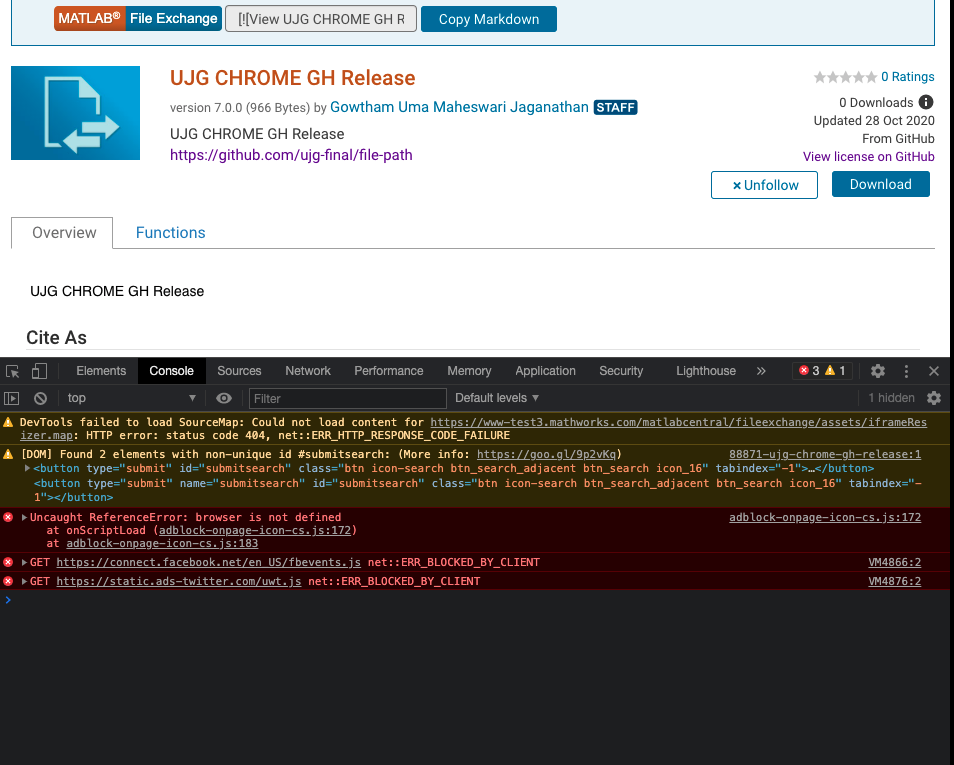 MATLAB® File Exchange [![View UJG CHROME GH R Copy Markdown
UJG CHROME GH Release
0 Ratings
version 7.0.0 (966 Bytes) by Gowtham Uma Maheswari Jaganathan STAFF
0 Downloads
UJG CHROME GH Release
Updated 28 Oct 2020
From GitHub
https://github.com/ujg-final/file-path
View license on GitHub
× Unfollow Download
Overview Functions
UJG CHROME GH Release
Cite As
Elements Console Sources Network Performance Memory Application Security Lighthouse » 3 1
top Filter Default levels 1 hidden
DevTools failed to load SourceMap: Could not load content for https://www-test3.mathworks.com/matlabcentral/fileexchange/assets/iframeRes
izer.map: HTTP error: status code 404, net::ERR_HTTP_RESPONSE_CODE_FAILURE
[DOM] Found 2 elements with non-unique id #submitsearch: (More info: https://goo.gl/9p2vKq) 88871-ujg-chrome-gh-release:1
<button type="submit" id="submitsearch" class="btn icon-search btn_search_adjacent btn_search icon_16" tabindex="-1">…</button>
<button type="submit" name="submitsearch" id="submitsearch" class="btn icon-search btn_search_adjacent btn_search icon_16" tabindex="-
1"></button>
Uncaught ReferenceError: browser is not defined adblock-onpage-icon-cs.js:172
at onScriptLoad (adblock-onpage-icon-cs.js:172)
at adblock-onpage-icon-cs.js:183
GET https://connect.facebook.net/en_US/fbevents.js net::ERR_BLOCKED_BY_CLIENT VM4866:2
GET https://static.ads-twitter.com/uwt.js net::ERR_BLOCKED_BY_CLIENT VM4876:2